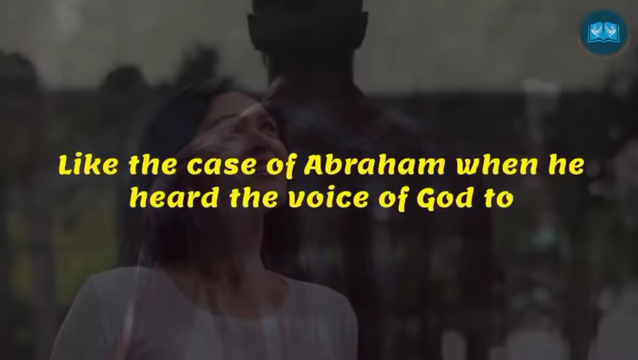 Like the case of Abraham when he
heard the voice of God to